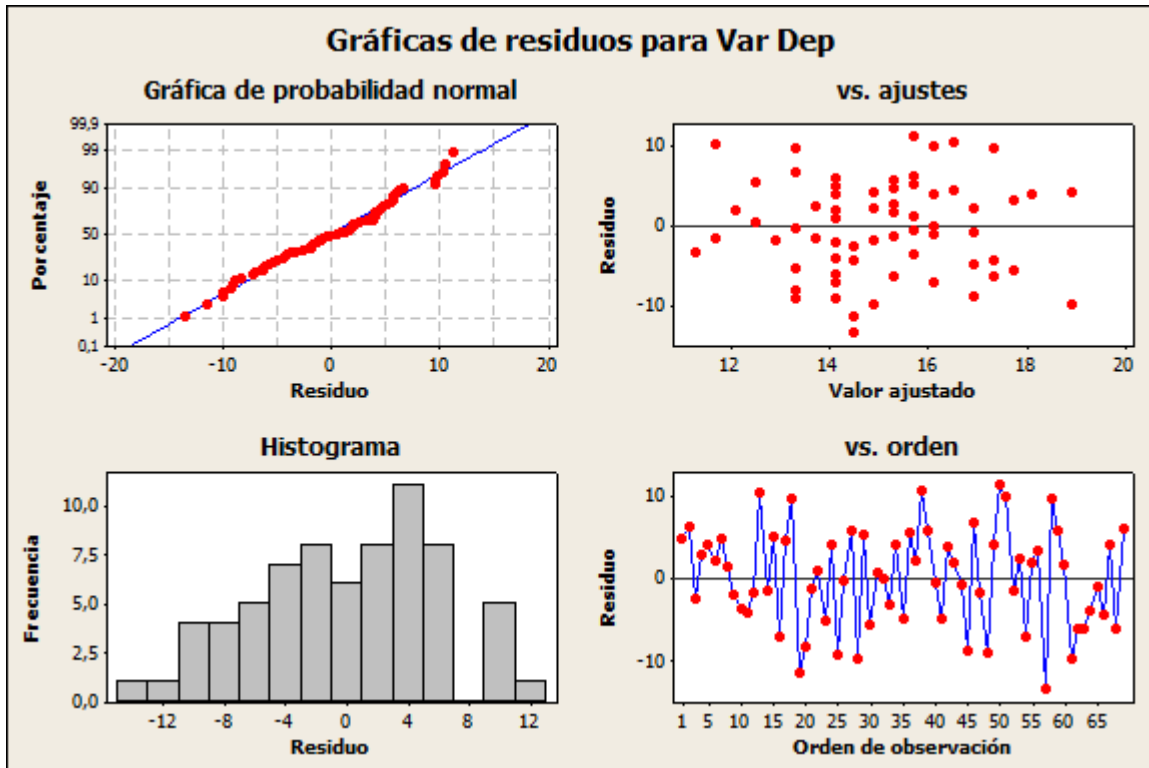 Gráficas de residuos para Var Dep
Gráfica de probabilidad normal
99,9
99
90
50
10
1
0,1
Porcentaje
-20 -10 0 10 20
Residuo
vs. ajustes
10
0
-10
Residuo
12 14 16 18 20
Valor ajustado
Histograma
10,0
7,5
5,0
2,5
0,0
Frecuencia
-12 -8 -4 0 4 8 12
Residuo
vs. orden
10
0
-10
Residuo
1 5 10 15 20 25 30 35 40 45 50 55 60 65
Orden de observación